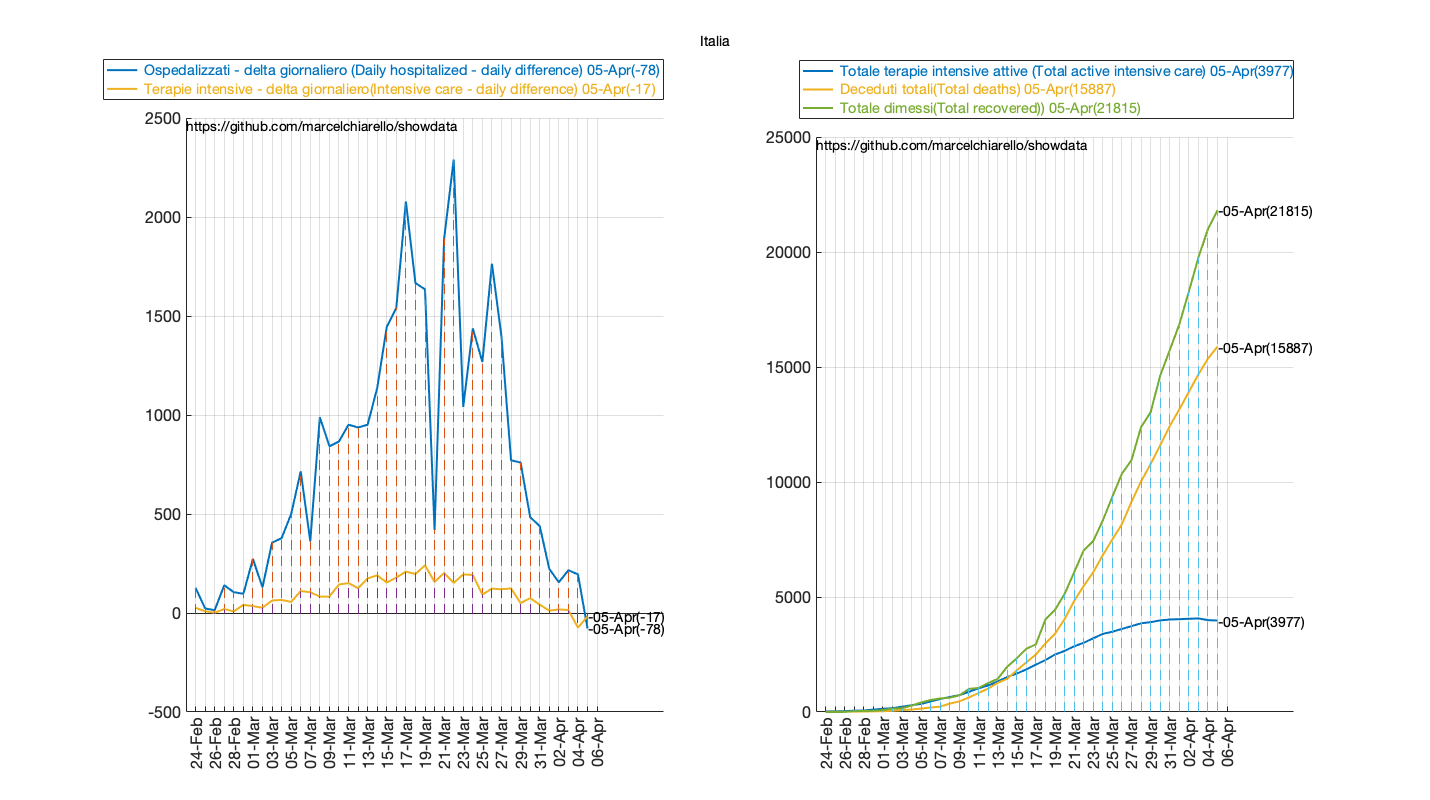 Italia
Ospedalizzati - delta giornaliero (Daily hospitalized - daily difference) 05-Apr(-78)
Terapie intensive - delta giornaliero(Intensive care - daily difference) 05-Apr(-17)
2500
https://github.com/marcelchiarello/showdata
2000
1500
1000
500
0
-500
-05-Apr(-17)
-05-Apr(-78)
24-Feb
26-Feb
28-Feb
01-Mar
03-Mar
05-Mar
07-Mar
09-Mar
11-Mar
13-Mar
15-Mar
17-Mar
19-Mar
21-Mar
23-Mar
25-Mar
27-Mar
29-Mar
31-Mar
02-Apr
04-Apr
06-Apr
Totale terapie intensive attive (Total active intensive care) 05-Apr(3977)
Deceduti totali(Total deaths) 05-Apr(15887)
Totale dimessi(Total recovered)) 05-Apr(21815)
25000
https://github.com/marcelchiarello/showdata
20000
15000
10000
5000
0
-05-Apr(21815)
-05-Apr(15887)
-05-Apr(3977)
24-Feb
26-Feb
28-Feb
01-Mar
03-Mar
05-Mar
07-Mar
09-Mar
11-Mar
13-Mar
15-Mar
17-Mar
19-Mar
21-Mar
23-Mar
25-Mar
27-Mar
29-Mar
31-Mar
02-Apr
04-Apr
06-Apr